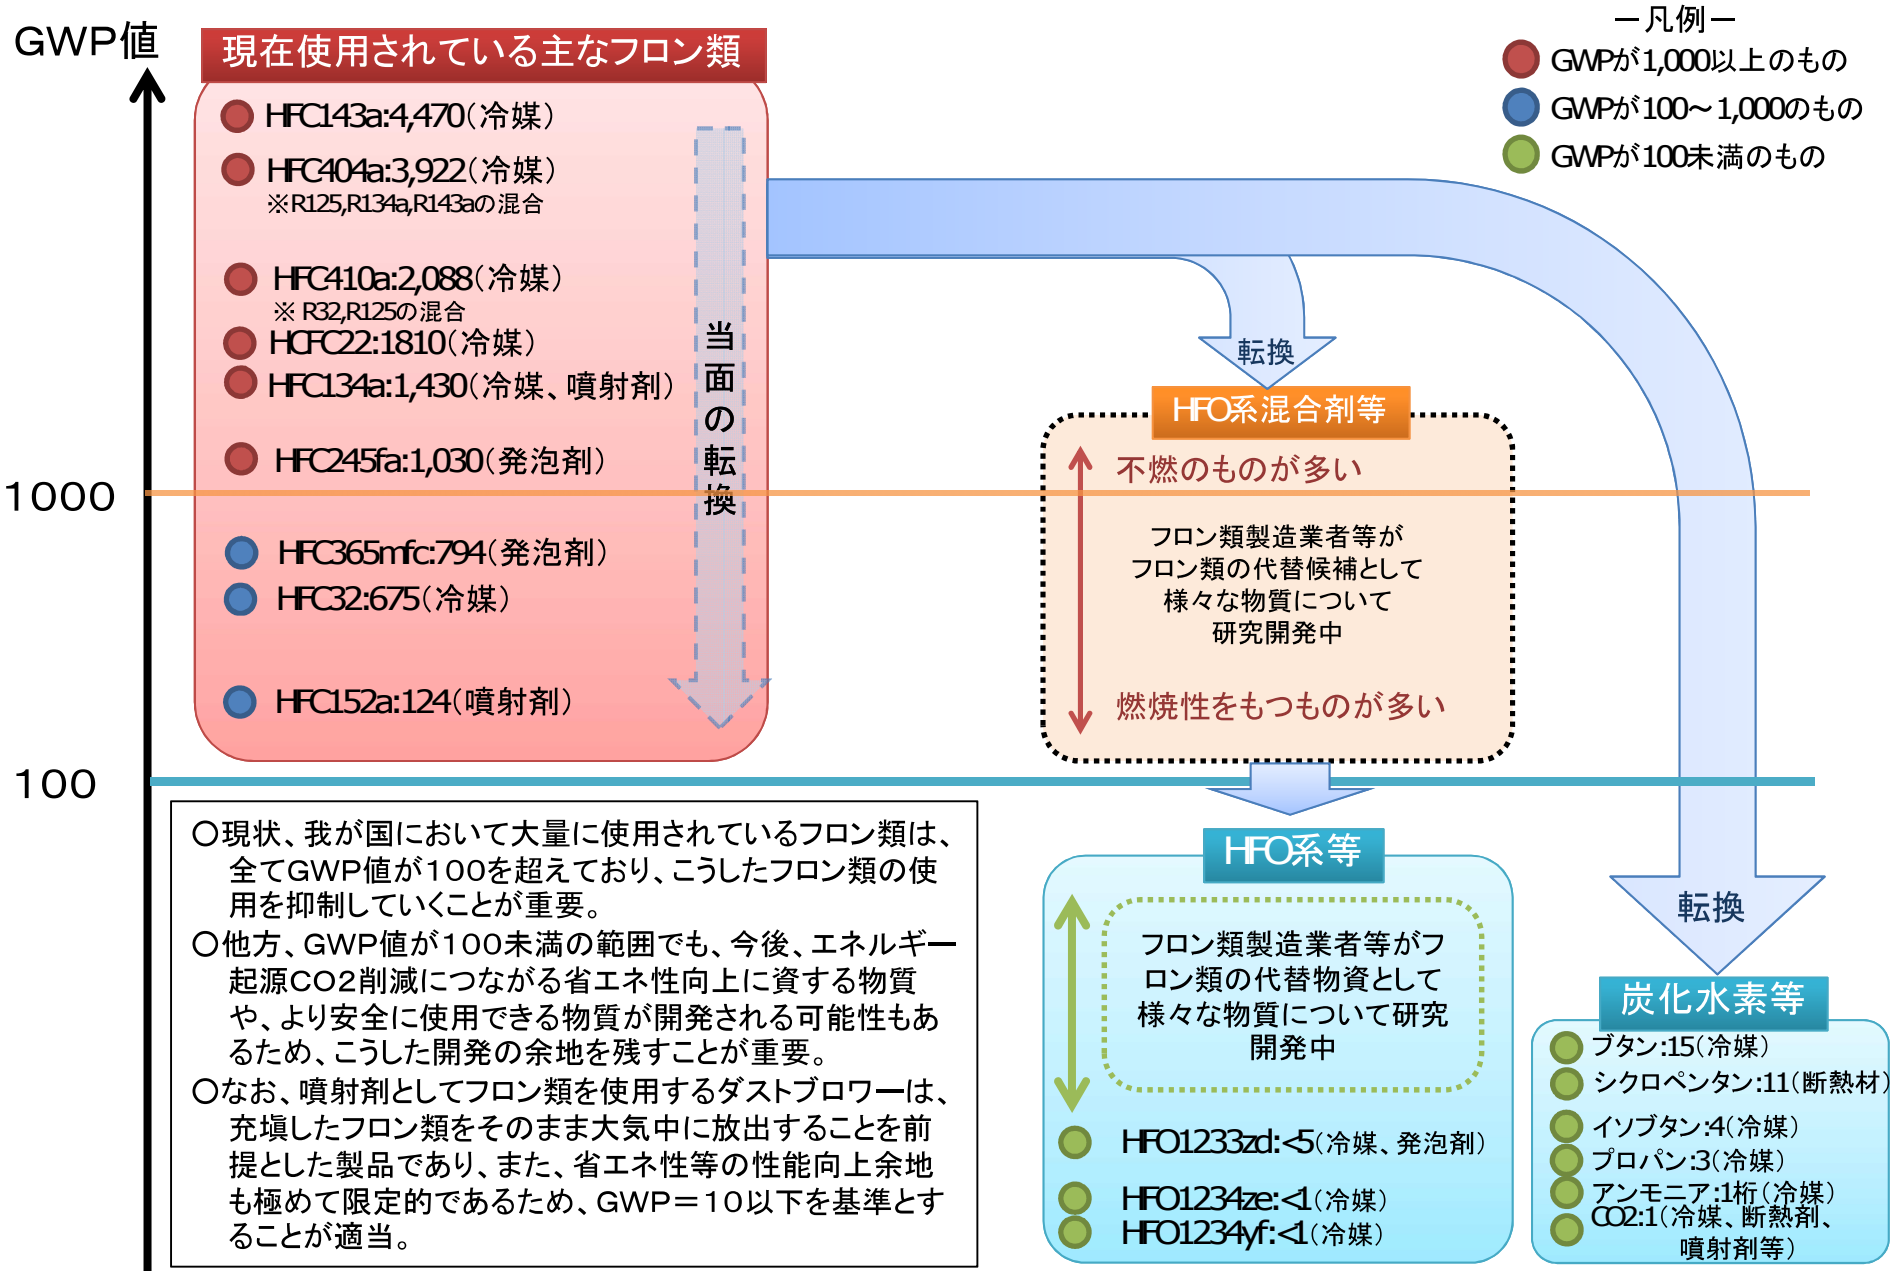 GWP値
現在使用されている主なフロン類
HFC143a:4,470（冷媒）
HFC404a:3,922（冷媒）
※R125,R134a,R143aの混合
HFC410a:2,088（冷媒）
※ R32,R125の混合
HCFC22:1810（冷媒）
HFC134a:1,430（冷媒、噴射剤）
HFC245fa:1,030（発泡剤）
1000
HFC365mfc:794（発泡剤）
HFC32:675（冷媒）
HFC152a:124（噴射剤）
当面の転換
100
－凡例－
GWPが1,000以上のもの
GWPが100～1,000のもの
GWPが100未満のもの
転換
HFO系混合剤等
不燃のものが多い
フロン類製造業者等が
フロン類の代替候補として
様々な物質について
研究開発中
燃焼性をもつものが多い
○現状、我が国において大量に使用されているフロン類は、
全てGWP値が１００を超えており、こうしたフロン類の使
用を抑制していくことが重要。
○他方、GWP値が１００未満の範囲でも、今後、エネルギー
起源CO２削減につながる省エネ性向上に資する物質
や、より安全に使用できる物質が開発される可能性もあ
るため、こうした開発の余地を残すことが重要。
○なお、噴射剤としてフロン類を使用するダストブロワーは、
充塡したフロン類をそのまま大気中に放出することを前
提とした製品であり、また、省エネ性等の性能向上余地
も極めて限定的であるため、GWP＝１０以下を基準とす
ることが適当。
HFO系等
フロン類製造業者等がフ
ロン類の代替物資として
様々な物質について研究
開発中
HFO1233zd:<5（冷媒、発泡剤）
HFO1234ze:<1（冷媒）
HFO1234yf:<1（冷媒）
転換
炭化水素等
ブタン:15（冷媒）
シクロペンタン:11（断熱材）
イソブタン:4（冷媒）
プロパン:3（冷媒）
アンモニア:1桁（冷媒）
CO2:1（冷媒、断熱剤、
噴射剤等）